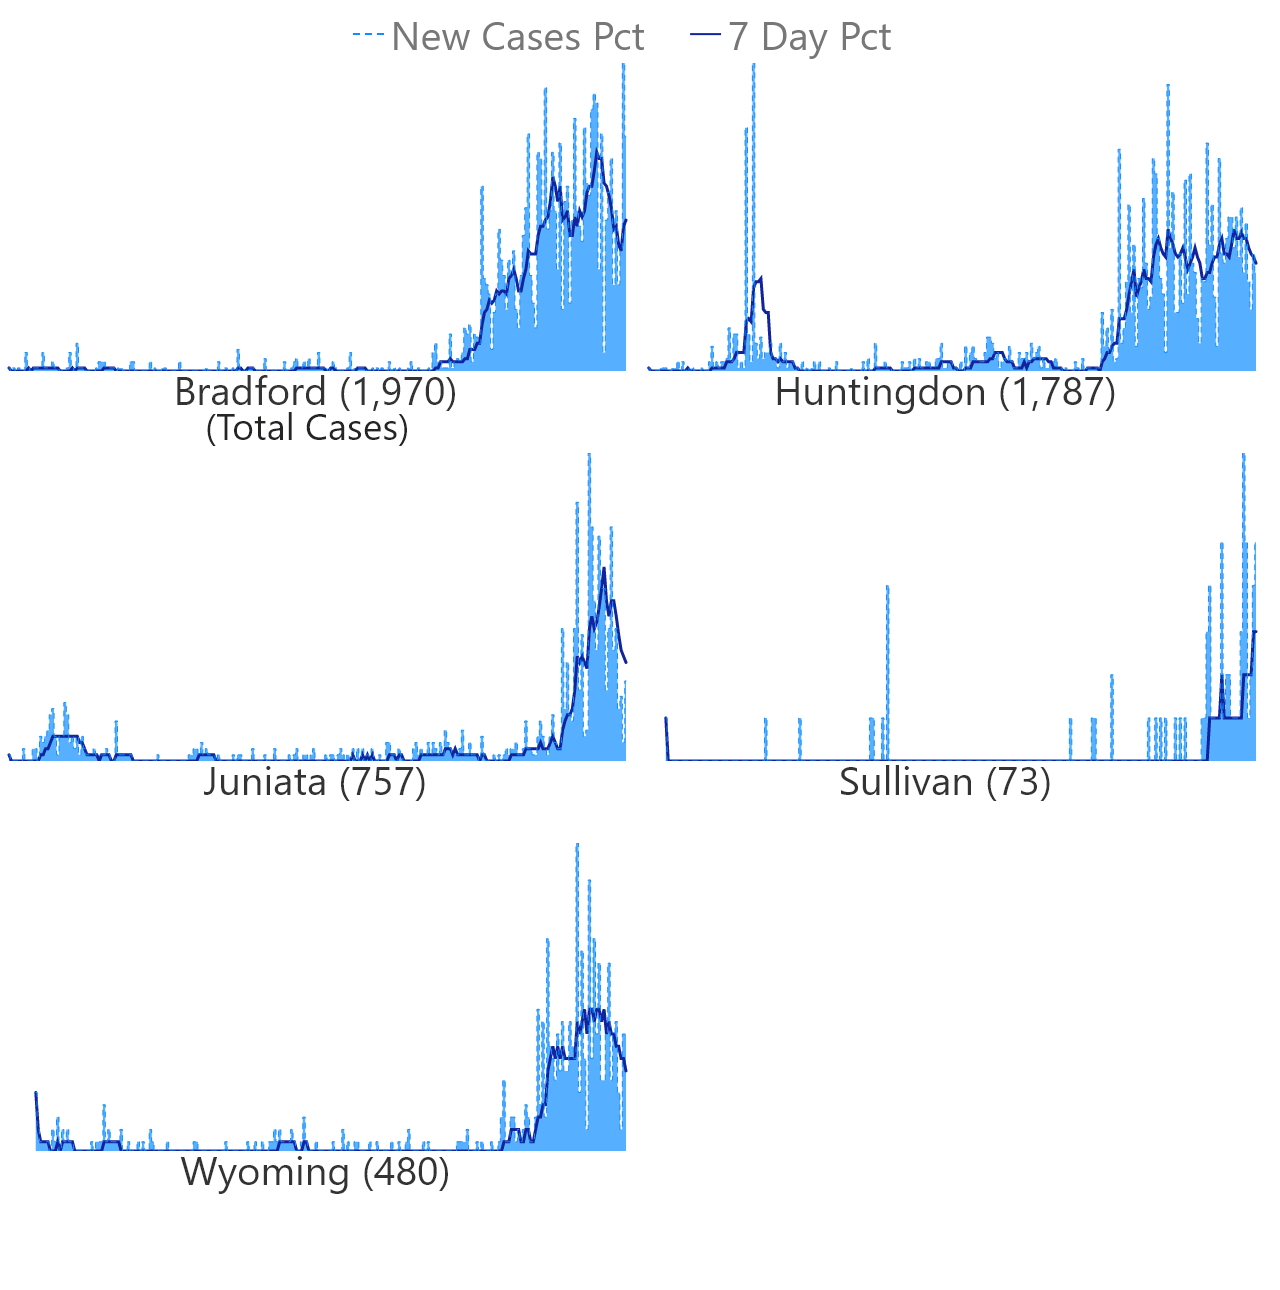 New Cases Pct 7 Day Pct
Bradford (1,970) Huntingdon (1,787)
(Total Cases)
Juniata (757) Sullivan (73)
Wyoming (480)